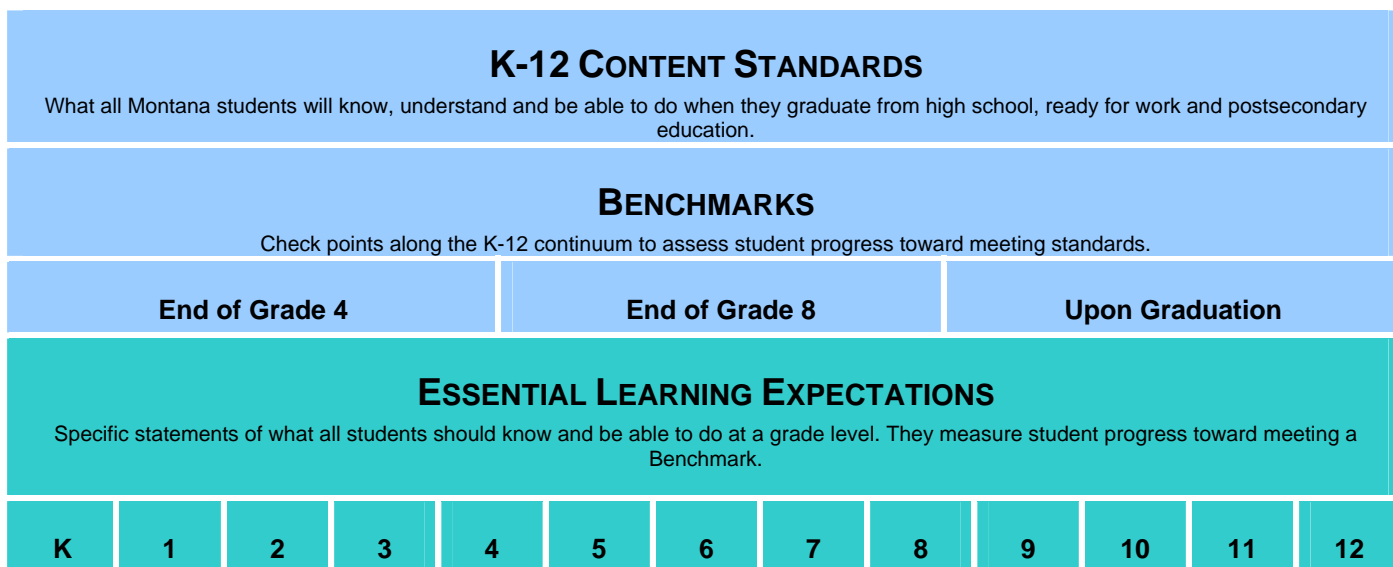 K-12 CONTENT STANDARDS
What all Montana students will know, understand and be able to do when they graduate from high school, ready for work and postsecondary
education.
BENCHMARKS
Check points along the K-12 continuum to assess student progress toward meeting standards.
End of Grade 4 End of Grade 8 Upon Graduation
ESSENTIAL LEARNING EXPECTATIONS
Specific statements of what all students should know and be able to do at a grade level. They measure student progress toward meeting a
Benchmark.
K 1 2 3 4 5 6 7 8 9 10 11 12